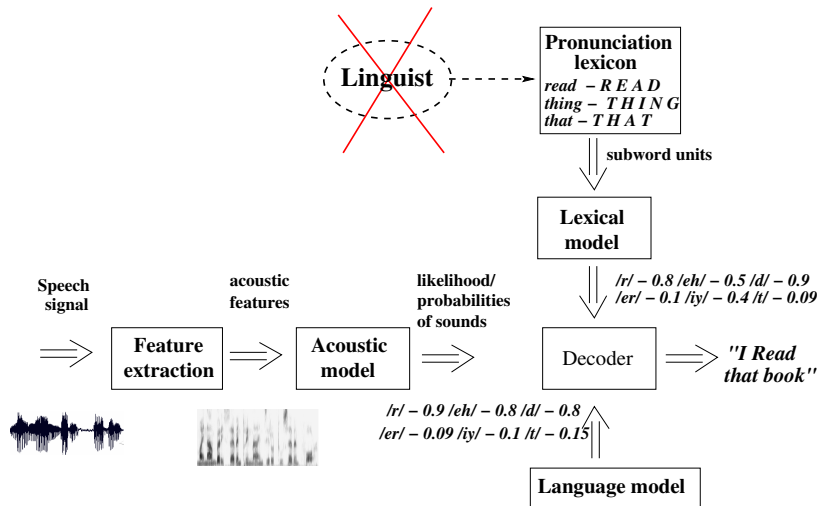 Linguist
Pronunciation
lexicon
read – R E A D
thing – T H I N G
that – T H A T
subword units
Lexical
model
/r/ – 0.8 /eh/ – 0.5 /d/ – 0.9
/er/ – 0.1 /iy/ – 0.4 /t/ – 0.09
Speech
signal
acoustic
features
likelihood/
probabilities
of sounds
Feature
extraction
Acoustic
model
Decoder
"I Read
that book"
/r/ – 0.9 /eh/ – 0.8 /d/ – 0.8
/er/ – 0.09 /iy/ – 0.1 /t/ – 0.15
Language model